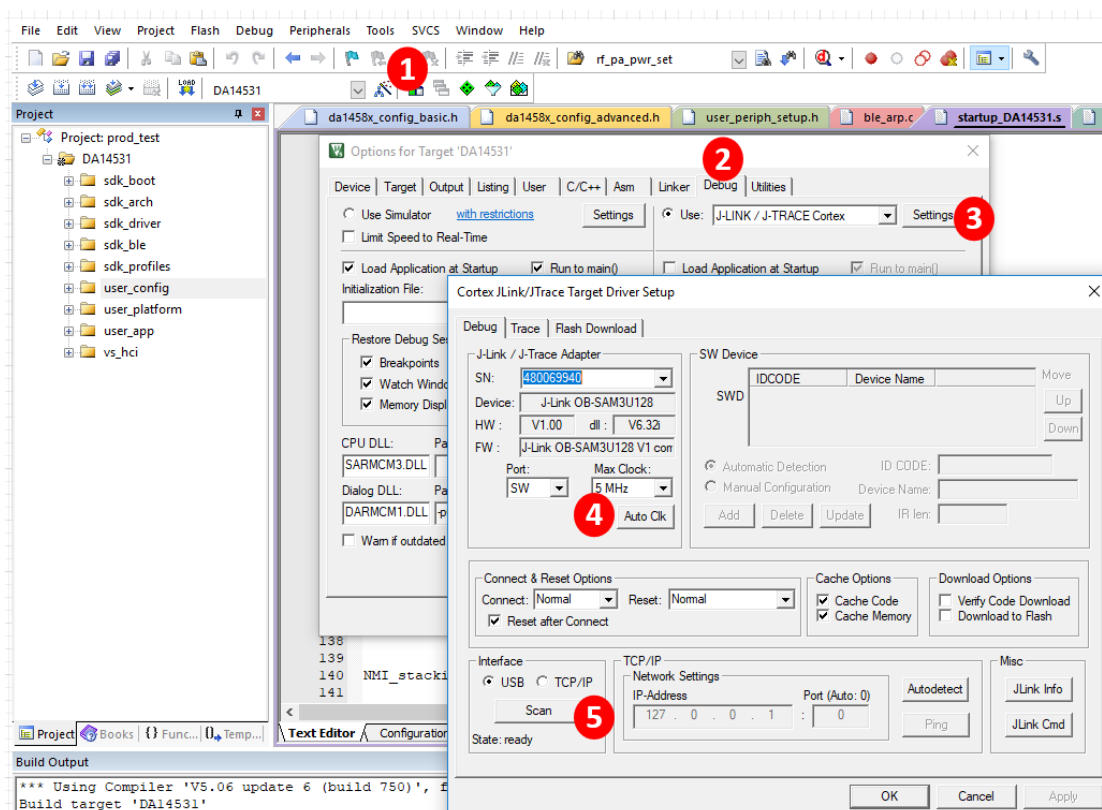 File Edit View Project Flash Debug Peripherals Tools SVCS Window Help
rf_pa_pwr_set
1
LOAD DA14531
Project
da1458x_config_basic.h da1458x_config_advanced.h user_periph_setup.h ble_arp.c startup_DA14531.s
Project: prod_test
DA14531
sdk_boot
sdk_arch
sdk_driver
sdk_ble
sdk_profiles
user_config
user_platform
user_app
vs_hci
Options for Target 'DA14531'
2
Device Target Output Listing User C/C++ Asm Linker Debug Utilities
Use Simulator with restrictions Settings Use: J-LINK / J-TRACE Cortex Settings
3
Limit Speed to Real-Time
Load Application at Startup Run to main() Load Application at Startup Run to main()
Initialization File:
Restore Debug Se
Breakpoints
Watch Windo
Memory Displ
CPU DLL: Pa
SARMCM3.DLL
Dialog DLL: Pa
DARMCM1.DLL -p
Warn if outdated
Cortex JLink/JTrace Target Driver Setup
Debug Trace Flash Download
J-Link / J-Trace Adapter
SN: 480069940
Device: J-Link OB-SAM3U128
HW : V1.00 dll : V6.32i
FW : J-Link OB-SAM3U128 V1 com
Port: Max Clock:
SW 5 MHz
4
Auto Clk
SW Device
IDCODE Device Name Move
SWD
Up
Down
Automatic Detection ID CODE:
Manual Configuration Device Name:
Add Delete Update IR len:
Connect & Reset Options
Connect: Normal Reset: Normal
Reset after Connect
Cache Options
Cache Code
Cache Memory
Download Options
Verify Code Download
Download to Flash
Interface
USB TCP/IP
Scan
5
State: ready
TCP/IP
Network Settings
IP-Address Port (Auto: 0)
127 . 0 . 0 . 1 : 0
Autodetect
Ping
Misc
JLink Info
JLink Cmd
OK Cancel Apply
138
139
140 NMI_stacki
141
Project Books {} Func... 0 Temp...
Text Editor Configuration
Build Output
*** Using Compiler 'V5.06 update 6 (build 750)', f
Build target 'DA14531'